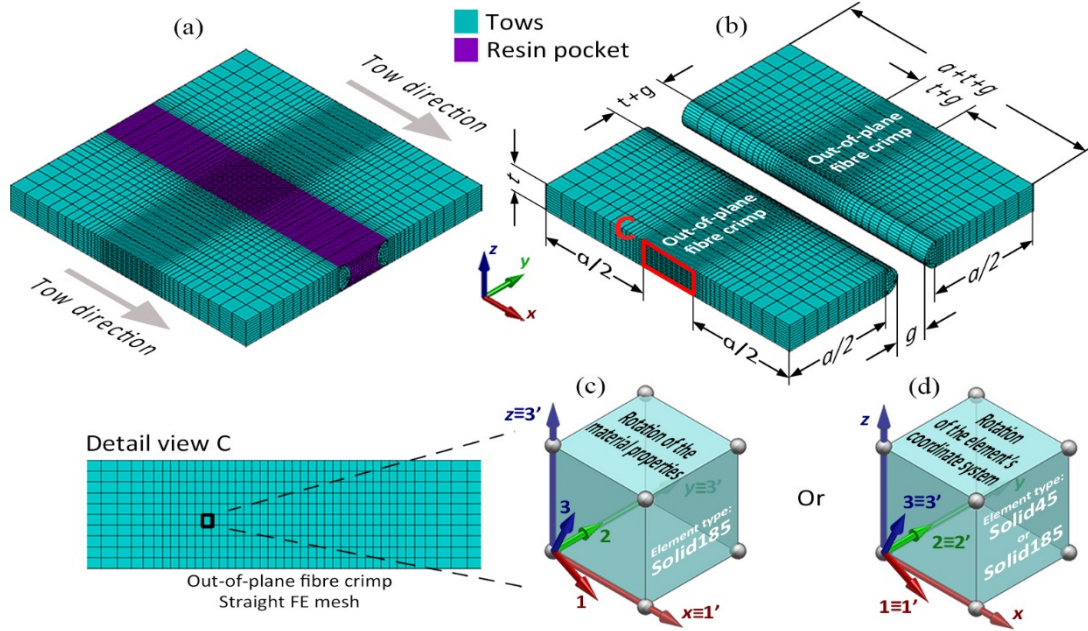 (a)
Tows
Resin pocket
(b)
Tow direction
Tow direction
t+g
a+t+g
t+g
t
Out-of-plane
fibre crimp
Out-of-plane
fibre crimp
C
z
y
x
a/2
a/2
a/2
g
a/2
(c)
(d)
Detail view C
z≡3'
Rotation of the
material properties
y≡3'
3
2
1
x≡1'
Element type:
Solid185
Or
z
Rotation
of the element's
coordinate system
y
3≡3'
2≡2'
1≡1'
x
Element type:
Solid45
or
Solid185
Out-of-plane fibre crimp
Straight FE mesh